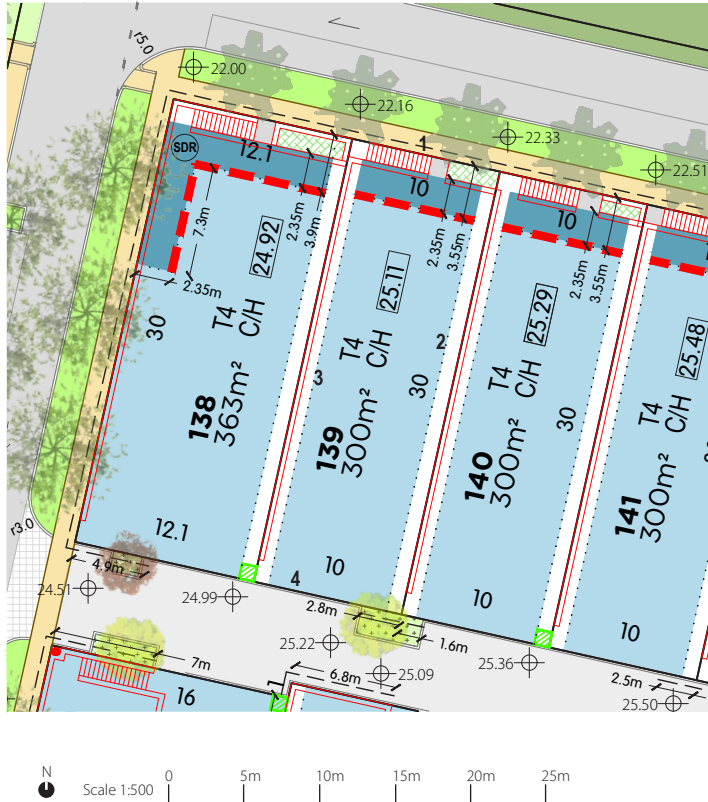 r5.0
22.00
22.16
22.33
22.51
SDR
12.1
1
10
10
7.3m
2.35m
3.9m
2.35m
3.55m
2.35m
3.55m
2.35m
24.92
25.11
25.29
25.48
T4
C/H
T4
C/H
T4
C/H
T4
C/H
30
3
2
30
30
138
363m²
139
300m²
140
300m²
141
300m²
r3.0
12.1
4
10
10
10
4.9m
24.51
24.99
2.8m
1.6m
25.22
25.09
25.36
7m
6.8m
2.5m
25.50
16
1
N
Scale 1:500
0
5m
10m
15m
20m
25m